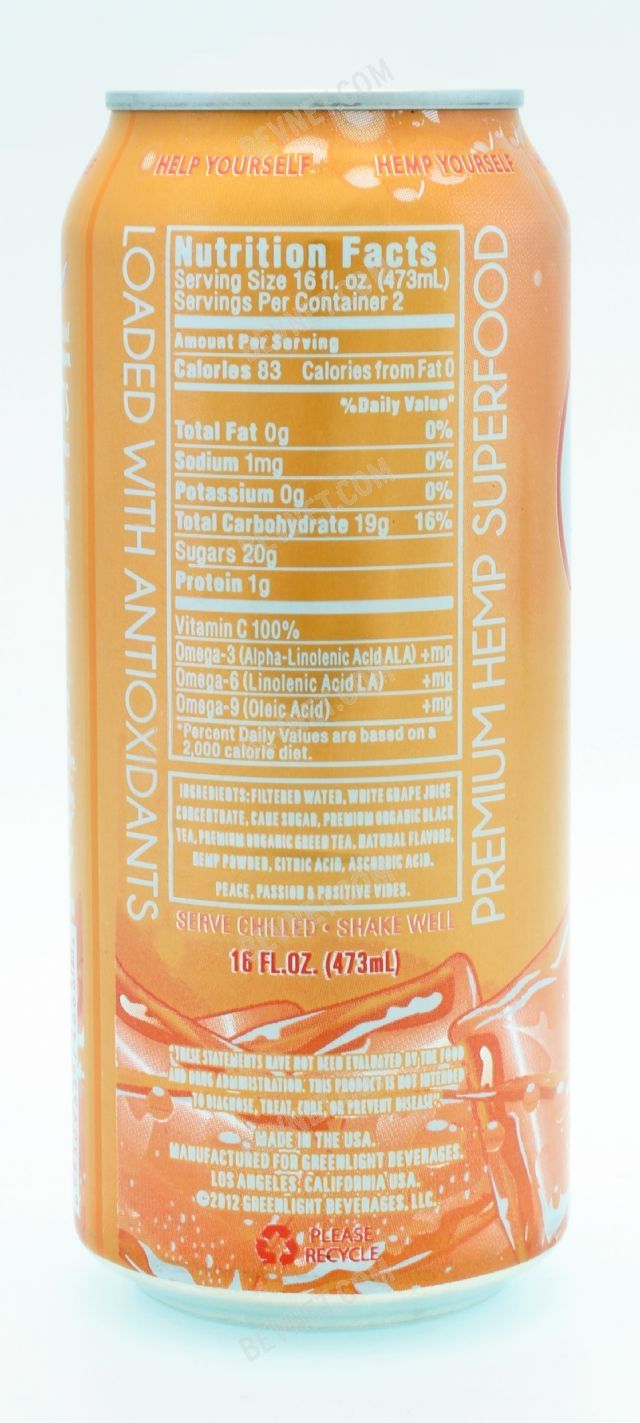 HELP YOURSELF HEMP YOURSELF
LOADED WITH ANTIOXIDANTS
Nutrition Facts
Serving Size 16 fl. oz. (473mL)
Servings Per Container 2
Amount Per Serving
Calories 83 Calories from Fat 0
%Daily Value*
Total Fat 0g 0%
Sodium 1mg 0%
Potassium 0g 0%
Total Carbohydrate 19g 16%
Sugars 20g
Protein 1g
Vitamin C 100%
Omega-3 (Alpha-Linolenic Acid ALA) +mg
Omega-6 (Linolenic Acid LA) +mg
Omega-9 (Oleic Acid) +mg
*Percent Daily Values are based on a
2,000 calorie diet.
INGREDIENTS: FILTERED WATER, WHITE GRAPE JUICE
CONCENTRATE, CANE SUGAR, PREMIUM ORGANIC BLACK
TEA, PREMIUM ORGANIC GREEN TEA, NATURAL FLAVORS,
HEMP POWDER, CITRIC ACID, ASCORBIC ACID.
PEACE, PASSION & POSITIVE VIBES.
PREMIUM HEMP SUPERFOOD
SERVE CHILLED • SHAKE WELL
16 FL.OZ. (473mL)
*THESE STATEMENTS HAVE NOT BEEN EVALUATED BY THE FOOD
AND DRUG ADMINISTRATION. THIS PRODUCT IS NOT INTENDED
TO DIAGNOSE, TREAT, CURE, OR PREVENT DISEASE*.
MADE IN THE USA.
MANUFACTURED FOR GREENLIGHT BEVERAGES.
LOS ANGELES, CALIFORNIA USA.
©2012 GREENLIGHT BEVERAGES, LLC.
PLEASE
RECYCLE
BEVNET.COM